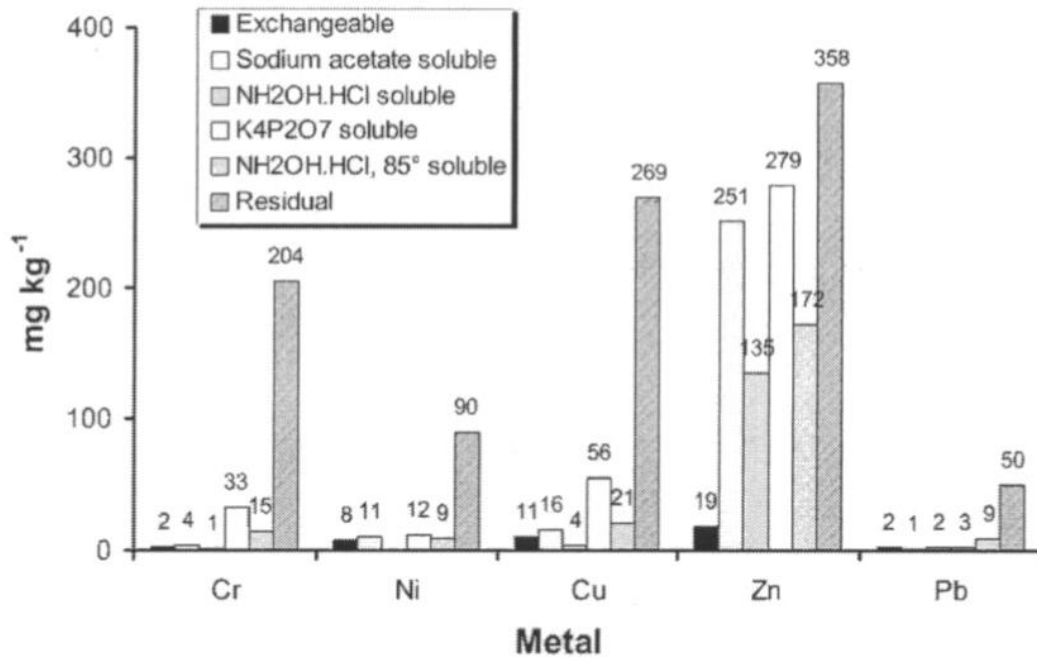 400
300
200
100
0
mg kg-1
Exchangeable
Sodium acetate soluble
NH2OH.HCl soluble
K4P2O7 soluble
NH2OH.HCl, 85° soluble
Residual
2 4 1 33 15 204
8 11 12 9 90
11 16 4 56 21 269
19 251 135 279 172 358
2 1 2 3 9 50
Cr Ni Cu Zn Pb
Metal